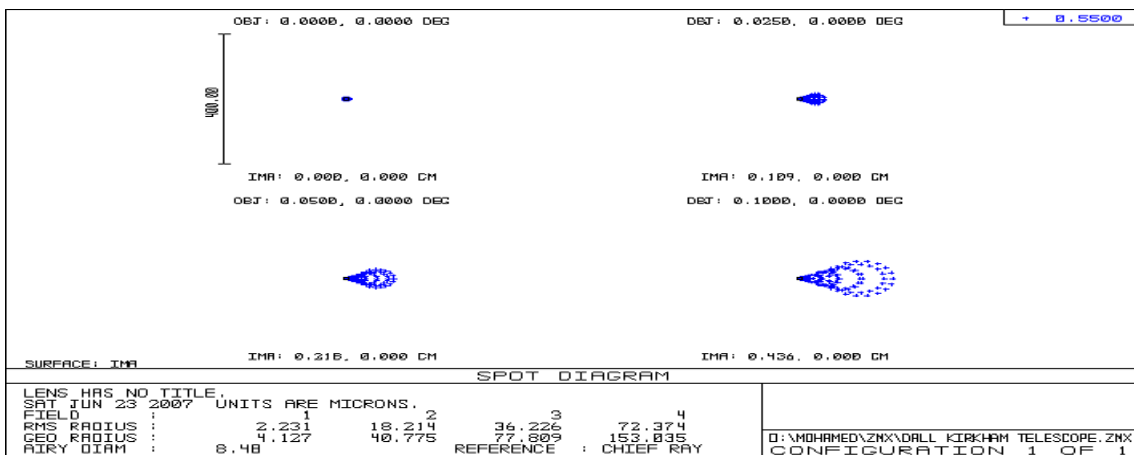 OBJ: 0.0000, 0.0000 DEG
OBJ: 0.0250, 0.0000 DEG
+ 0.5500
400.00
IMA: 0.000, 0.000 CM
IMA: 0.109, 0.000 CM
OBJ: 0.0500, 0.0000 DEG
OBJ: 0.1000, 0.0000 DEG
IMA: 0.218, 0.000 CM
IMA: 0.436, 0.000 CM
SURFACE: IMA
SPOT DIAGRAM
LENS HAS NO TITLE.
SAT JUN 23 2007 UNITS ARE MICRONS.
FIELD : 1 2 3 4
RMS RADIUS : 2.231 18.214 36.226 72.374
GEO RADIUS : 4.127 40.775 77.809 153.035
AIRY DIAM : 8.48 REFERENCE : CHIEF RAY
D:\MOHAMED\ZMX\DALL KIRKHAM TELESCOPE.ZMX
CONFIGURATION 1 OF 1